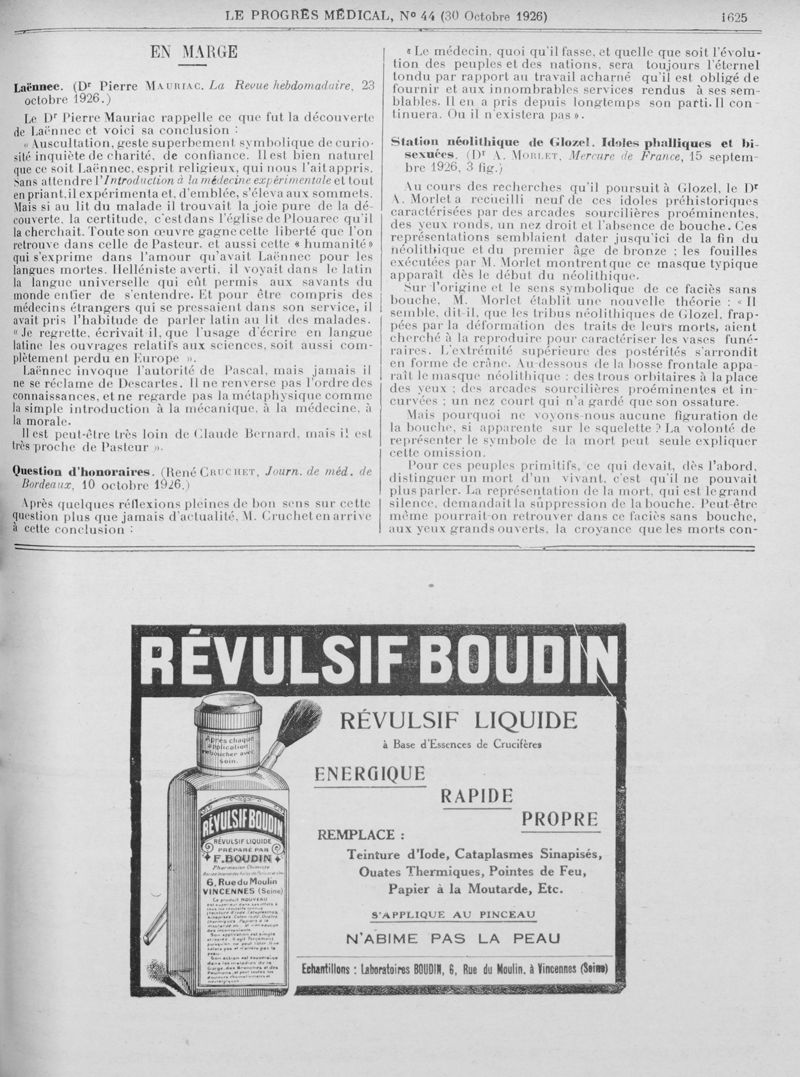 LE PROGRÈS MÉDICAL, N° 44 (30 Octobre 1926) 1625
EN MARGE
Laënnec. (Dr Pierre MAURIAC. La Revue hebdomadaire, 23
octobre 1926.)
Le Dr Pierre Mauriac rappelle ce que fut la découverte
de Laënnec et voici sa conclusion :
« Auscultation, geste superbement symbolique de curio-
sité inquiète de charité, de confiance. Il est bien naturel
que ce soit Laënnec, esprit religieux, qui nous l'ait appris.
Sans attendre l'Introduction à la médecine expérimentale et tout
en priant, il expérimenta et, d'emblée, s'éleva aux sommets.
Mais si au lit du malade il trouvait la joie pure de la dé-
couverte, la certitude, c'est dans l'église de Plouarec qu'il
la cherchait. Toute son œuvre gagne cette liberté que l'on
retrouve dans celle de Pasteur, et aussi cette « humanité »
qui s'exprime dans l'amour qu'avait Laënnec pour les
langues mortes. Helléniste averti, il voyait dans le latin
la langue universelle qui eût permis aux savants du
monde entier de s'entendre. Et pour être compris des
médecins étrangers qui se pressaient dans son service, il
avait pris l'habitude de parler latin au lit des malades.
« Je regrette, écrivait il, que l'usage d'écrire en langue
latine les ouvrages relatifs aux sciences, soit aussi com-
plètement perdu en Europe ».
Laënnec invoque l'autorité de Pascal, mais jamais il
ne se réclame de Descartes. Il ne renverse pas l'ordre des
connaissances, et ne regarde pas la métaphysique comme
la simple introduction à la mécanique, à la médecine, à
la morale.
Il est peut-être très loin de Claude Bernard, mais il est
très proche de Pasteur ».
Question d'honoraires. (René CRUCHET, Journ. de méd. de
Bordeaux, 10 octobre 1926.)
Après quelques réflexions pleines de bon sens sur cette
question plus que jamais d'actualité, M. Cruchet en arrive
à cette conclusion :
« Le médecin, quoi qu'il fasse, et quelle que soit l'évolu-
tion des peuples et des nations, sera toujours l'éternel
tondu par rapport au travail acharné qu'il est obligé de
fournir et aux innombrables services rendus à ses sem-
blables. Il en a pris depuis longtemps son parti. Il con-
tinuera. Ou il n'existera pas ».
Station néolithique de Glozel. Idoles phalliques et bi-
sexuées. (Dr A. MORLET, Mercure de France, 15 septem-
bre 1926, 3 fig.)
Au cours des recherches qu'il poursuit à Glozel, le Dr
A. Morlet a recueilli neuf de ces idoles préhistoriques
caractérisées par des arcades sourcilières proéminentes,
des yeux ronds, un nez droit et l'absence de bouche. Ces
représentations semblaient dater jusqu'ici de la fin du
néolithique et du premier âge de bronze ; les fouilles
exécutées par M. Morlet montrent que ce masque typique
apparaît dès le début du néolithique.
Sur l'origine et le sens symbolique de ce faciès sans
bouche, M. Morlet établit une nouvelle théorie : « Il
semble, dit-il, que les tribus néolithiques de Glozel, frap-
pées par la déformation des traits de leurs morts, aient
cherché à la reproduire pour caractériser les vases funé-
raires. L'extrémité supérieure des postérités s'arrondit
en forme de crâne. Au-dessous de la bosse frontale appa-
raît le masque néolithique : des trous orbitaires à la place
des yeux ; des arcades sourcilières proéminentes et in-
curvées ; un nez court qui n'a gardé que son ossature.
Mais pourquoi ne voyons-nous aucune figuration de
la bouche, si apparente sur le squelette ? La volonté de
représenter le symbole de la mort peut seule expliquer
cette omission.
Pour ces peuples primitifs, ce qui devait, dès l'abord,
distinguer un mort d'un vivant, c'est qu'il ne pouvait
plus parler. La représentation de la mort, qui est le grand
silence, demandait la suppression de la bouche. Peut-être
même pourrait-on retrouver dans ce faciès sans bouche,
aux yeux grands ouverts, la croyance que les morts con-
RÉVULSIF BOUDIN
RÉVULSIF LIQUIDE
à Base d'Essences de Crucifères
ENERGIQUE
RAPIDE
PROPRE
REMPLACE :
Teinture d'Iode, Cataplasmes Sinapisés,
Ouates Thermiques, Pointes de Feu,
Papier à la Moutarde, Etc.
S'APPLIQUE AU PINCEAU
N'ABIME PAS LA PEAU
Echantillons : Laboratoires BOUDIN, 6, Rue du Moulin, à Vincennes (Seine)
Après chaque
application
reboucher avec
soin.
RÉVULSIF BOUDIN
RÉVULSIF LIQUIDE
PRÉPARÉ PAR
F. BOUDIN
Pharmacien Chimiste
6, Rue du Moulin
VINCENNES (Seine)
Ce produit NOUVEAU